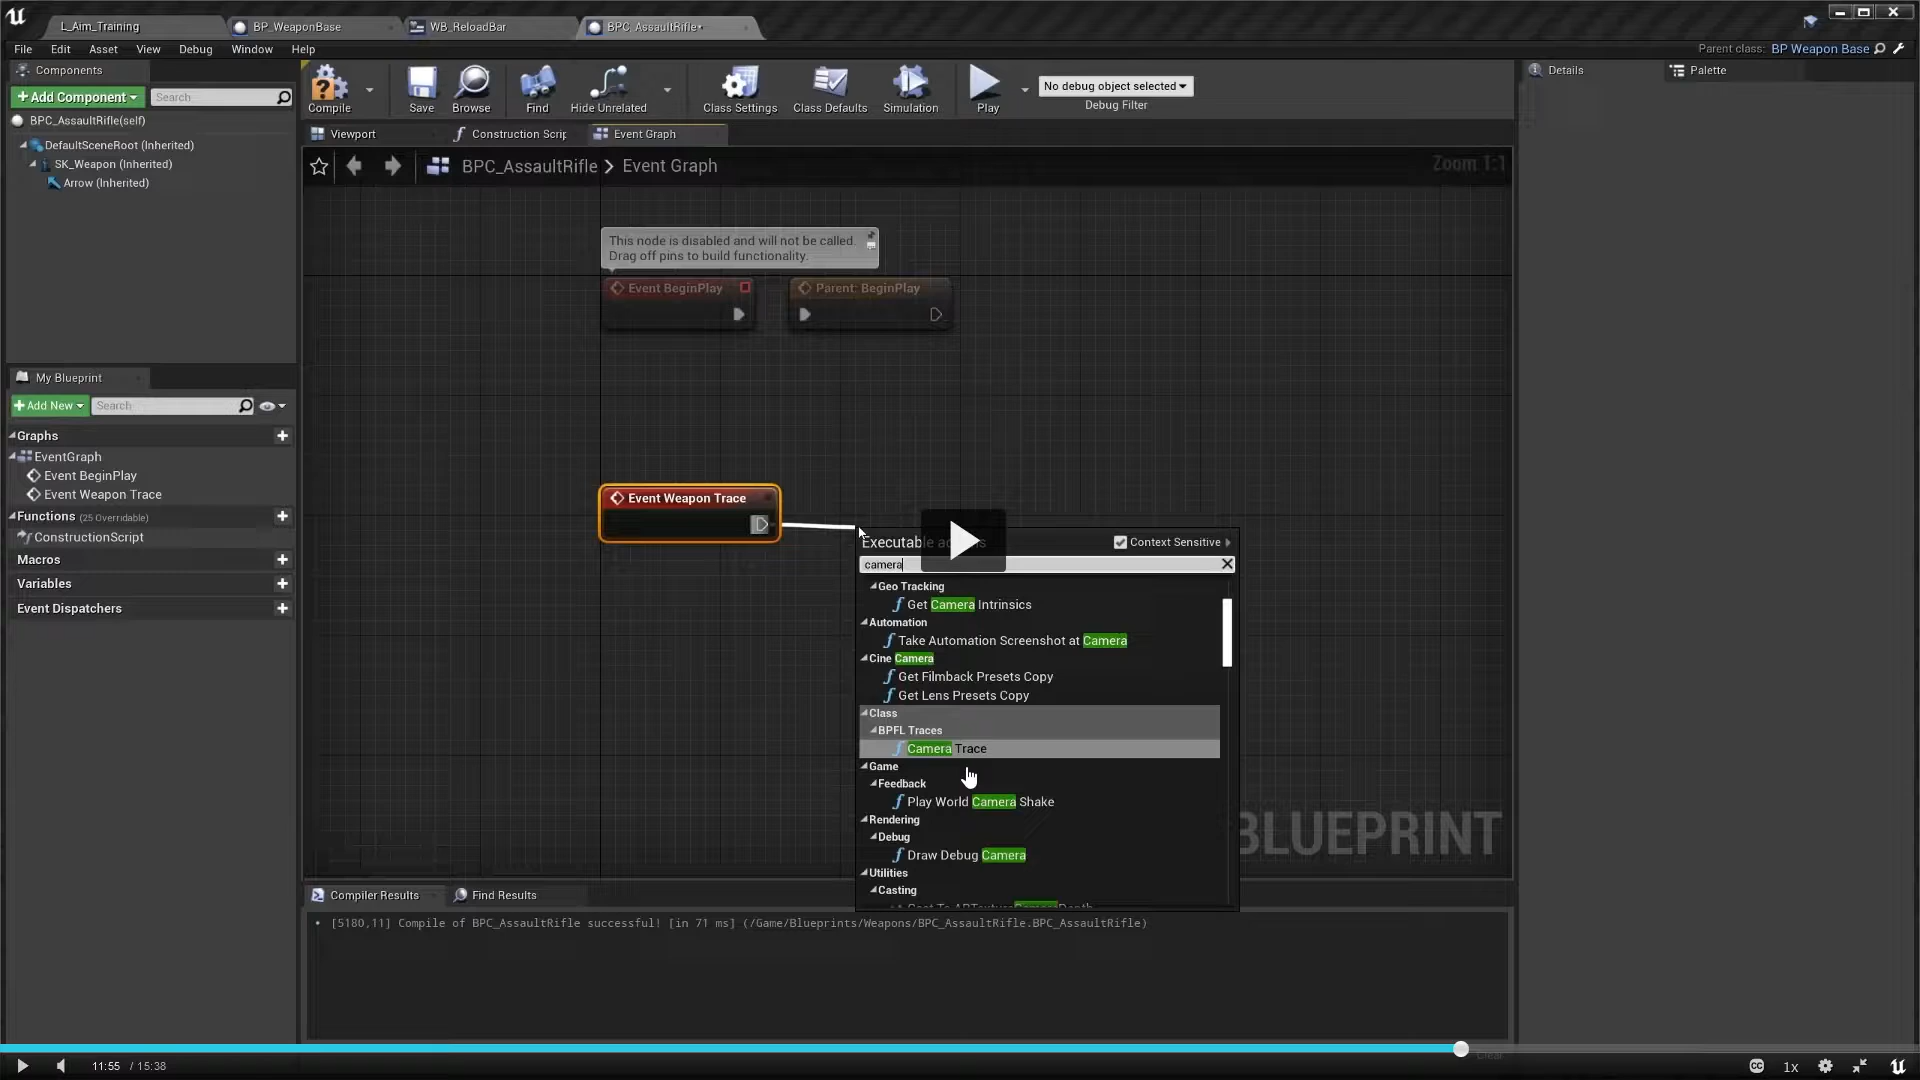 L_Aim_Training
BP_WeaponBase
WB_ReloadBar
BPC_AssaultRifle•
File Edit Asset View Debug Window Help
Parent class: BP Weapon Base
Components
+ Add Component
Search
BPC_AssaultRifle(self)
DefaultSceneRoot (Inherited)
SK_Weapon (Inherited)
Arrow (Inherited)
Compile
Save
Browse
Find
Hide Unrelated
Class Settings
Class Defaults
Simulation
Play
No debug object selected
Debug Filter
Details
Palette
Viewport
Construction Scrip
Event Graph
BPC_AssaultRifle > Event Graph
Zoom 1:1
This node is disabled and will not be called.
Drag off pins to build functionality.
Event BeginPlay
Parent: BeginPlay
My Blueprint
+ Add New
Search
Graphs
EventGraph
Event BeginPlay
Event Weapon Trace
Functions (25 Overridable)
ConstructionScript
Macros
Variables
Event Dispatchers
Event Weapon Trace
Executable
Context Sensitive
camera
Geo Tracking
Get Camera Intrinsics
Automation
Take Automation Screenshot at Camera
Cine Camera
Get Filmback Presets Copy
Get Lens Presets Copy
Class
BPFL Traces
Camera Trace
Game
Feedback
Play World Camera Shake
Rendering
Debug
Draw Debug Camera
Utilities
Casting
BLUEPRINT
Compiler Results
Find Results
• [5180,11] Compile of BPC_AssaultRifle successful! [in 71 ms] (/Game/Blueprints/Weapons/BPC_AssaultRifle.BPC_AssaultRifle)
Clear
11:55 / 15:38
CC
1x